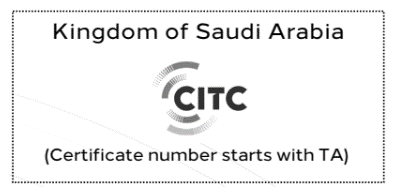 Kingdom of Saudi Arabia
CITC
(Certificate number starts with TA)